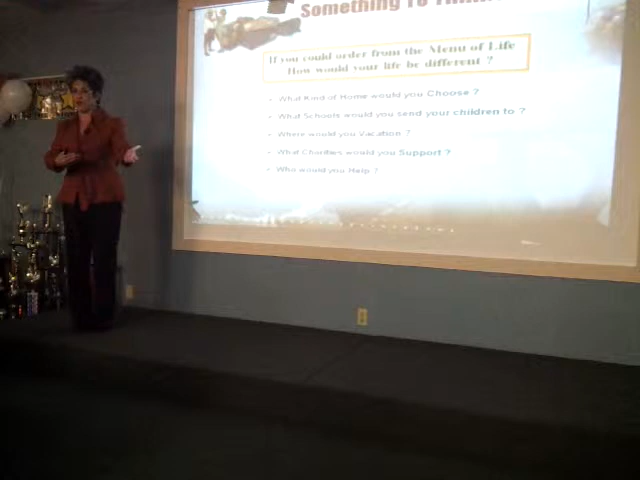 Something To
If you could order from the Menu of Life
How would your life be different ?
What Kind of Home would you Choose ?
What Schools would you send your children to ?
Where would you Vacation ?
What Charities would you Support ?
Who would you Help ?